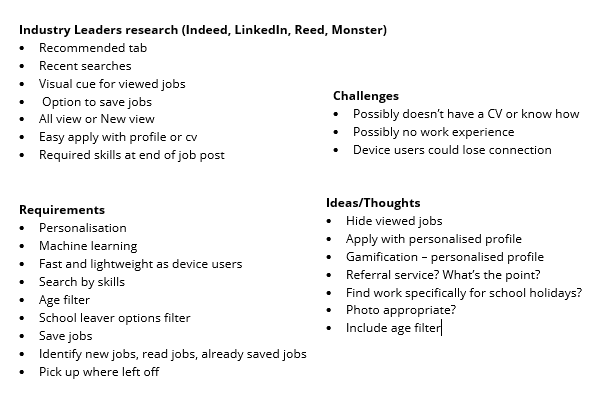 Industry Leaders research (Indeed, LinkedIn, Reed, Monster)
• Recommended tab
• Recent searches
• Visual cue for viewed jobs
• Option to save jobs
• All view or New view
• Easy apply with profile or cv
• Required skills at end of job post
Challenges
• Possibly doesn't have a CV or know how
• Possibly no work experience
• Device users could lose connection
Requirements
• Personalisation
• Machine learning
• Fast and lightweight as device users
• Search by skills
• Age filter
• School leaver options filter
• Save jobs
• Identify new jobs, read jobs, already saved jobs
• Pick up where left off
Ideas/Thoughts
• Hide viewed jobs
• Apply with personalised profile
• Gamification – personalised profile
• Referral service? What's the point?
• Find work specifically for school holidays?
• Photo appropriate?
• Include age filter